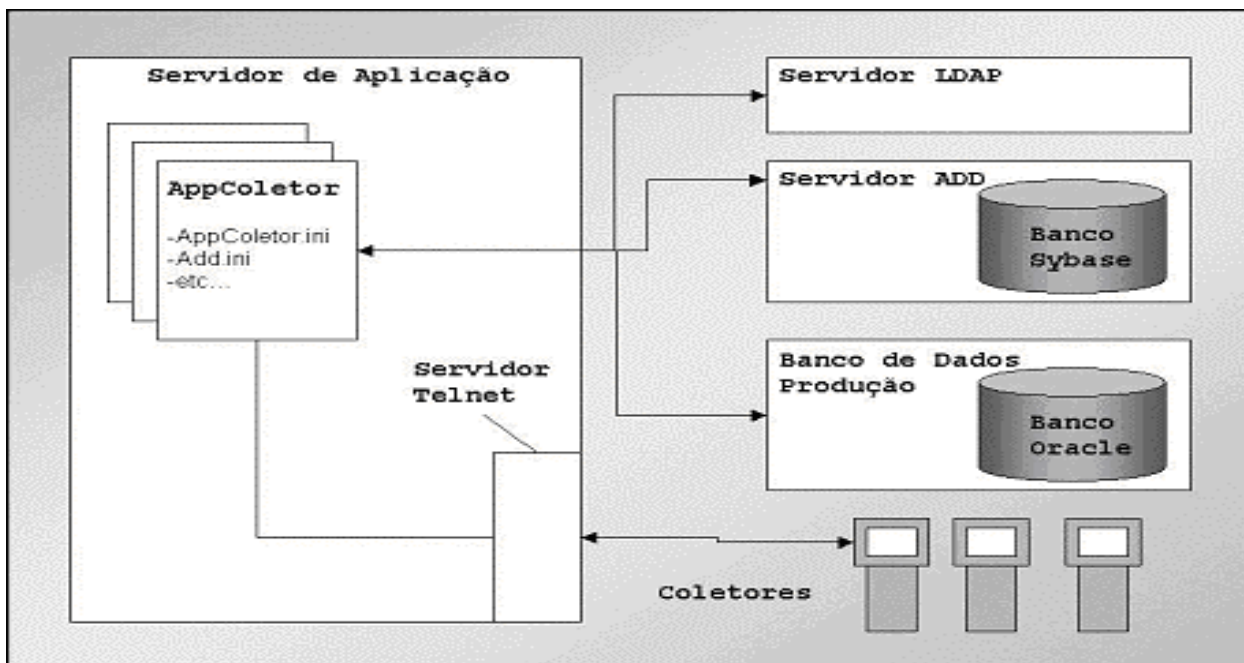 Servidor de Aplicação
AppColetor
-AppColetor.ini
-Add.ini
-etc...
Servidor
Telnet
Servidor LDAP
Servidor ADD
Banco
Sybase
Banco de Dados
Produção
Banco
Oracle
Coletores